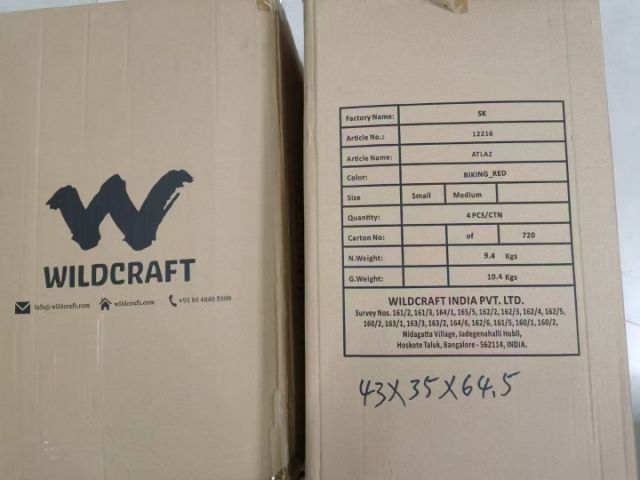 WILDCRAFT
info@wildcraft.com wildcraft.com
Factory Name: SK
Article No.: 12216
Article Name: ATLAZ
Color: BIKING_RED
Size Small Medium
Quantity: 4 PCS/CTN
Carton No: of 720
N.Weight: 9.4 Kgs
G.Weight: 10.4 Kgs
WILDCRAFT INDIA PVT. LTD.
Survey Nos. 161/2, 161/3, 164/1, 165/5, 162/2, 162/3, 162/4, 162/5,
160/2, 163/1, 163/3, 163/2, 164/6, 162/6, 161/5, 160/1, 160/2,
Nidagatta Village, Jadegenahalli Hobli,
Hoskote Taluk, Bangalore - 562114, INDIA.
43X35X64.5